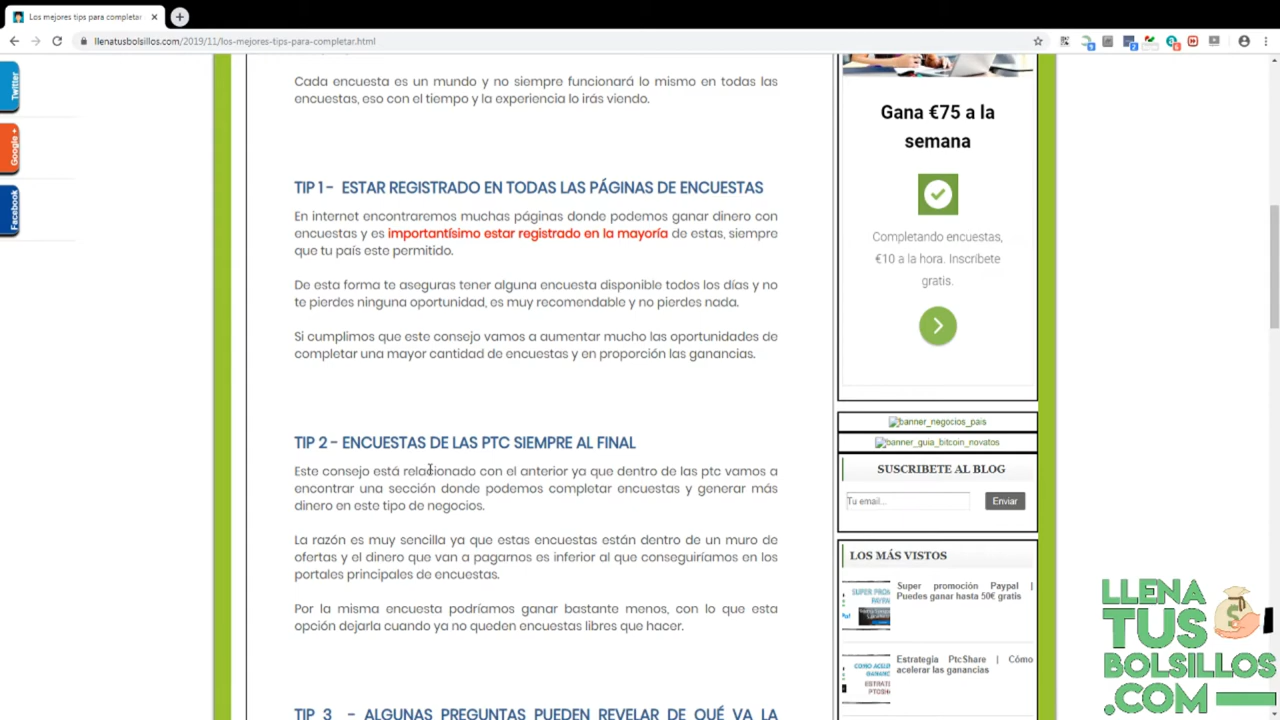 Los mejores tips para completar
llenatusbolsillos.com/2019/11/los-mejores-tips-para-completar.html
Twitter
Google +
Facebook
Cada encuesta es un mundo y no siempre funcionará lo mismo en todas las
encuestas, eso con el tiempo y la experiencia lo irás viendo.
TIP 1 - ESTAR REGISTRADO EN TODAS LAS PÁGINAS DE ENCUESTAS
En internet encontraremos muchas páginas donde podemos ganar dinero con
encuestas y es importantísimo estar registrado en la mayoría de estas, siempre
que tu país este permitido.
De esta forma te aseguras tener alguna encuesta disponible todos los días y no
te pierdes ninguna oportunidad, es muy recomendable y no pierdes nada.
Si cumplimos que este consejo vamos a aumentar mucho las oportunidades de
completar una mayor cantidad de encuestas y en proporción las ganancias.
TIP 2 - ENCUESTAS DE LAS PTC SIEMPRE AL FINAL
Este consejo está relacionado con el anterior ya que dentro de las ptc vamos a
encontrar una sección donde podemos completar encuestas y generar más
dinero en este tipo de negocios.
La razón es muy sencilla ya que estas encuestas están dentro de un muro de
ofertas y el dinero que van a pagarnos es inferior al que conseguiríamos en los
portales principales de encuestas.
Por la misma encuesta podríamos ganar bastante menos, con lo que esta
opción dejarla cuando ya no queden encuestas libres que hacer.
TIP 3 - ALGUNAS PREGUNTAS PUEDEN REVELAR DE QUÉ VA LA
Gana €75 a la
semana
Completando encuestas,
€10 a la hora. Inscríbete
gratis.
banner_negocios_pais
banner_guia_bitcoin_novatos
SUSCRIBETE AL BLOG
Tu email...
Enviar
LOS MÁS VISTOS
Super promoción Paypal |
Puedes ganar hasta 50€ gratis
Estrategia PtcShare | Cómo
acelerar las ganancias
LLENA
TUS
BOLSILLOS
.COM